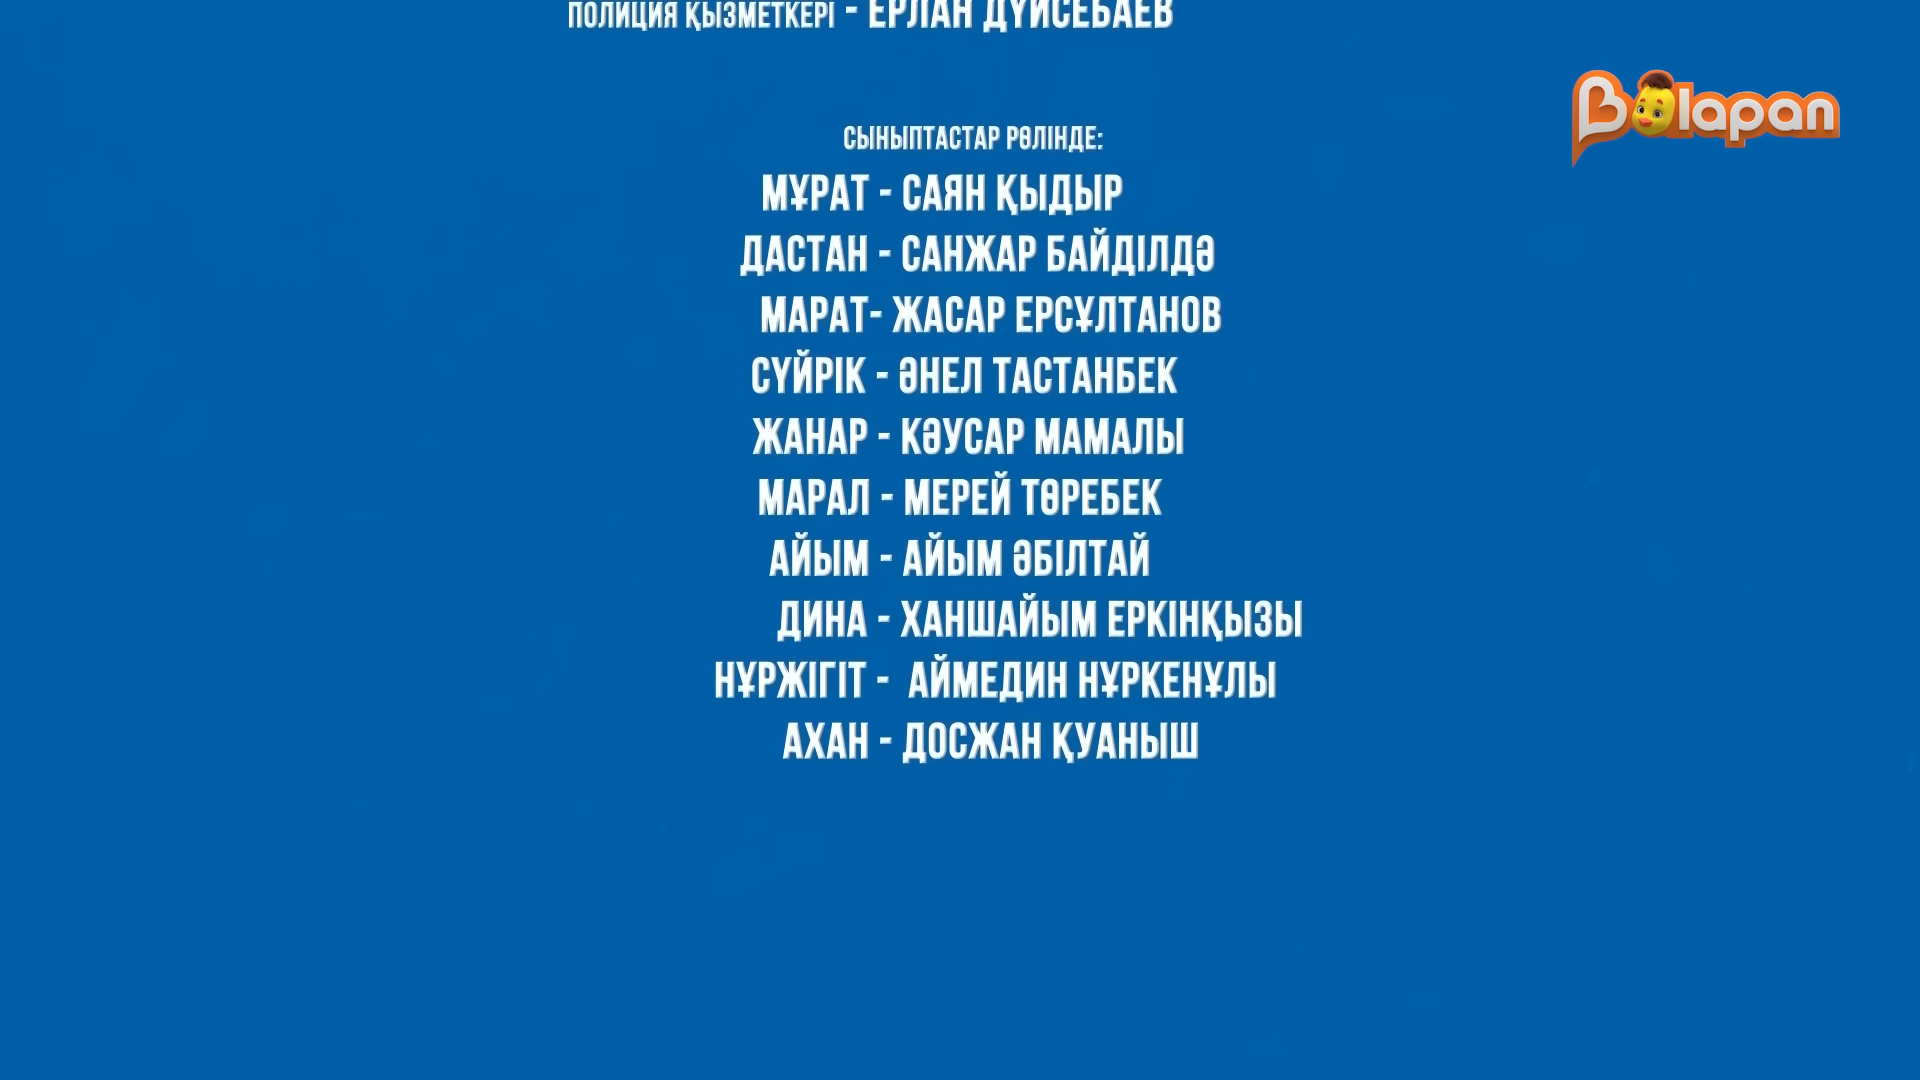 ПОЛИЦИЯ ҚЫЗМЕТКЕРІ - ЕРЛАН ДҮЙСЕБАЕВ
Bolapan
СЫНЫПТАСТАР РӨЛІНДЕ:
МҰРАТ - САЯН ҚЫДЫР
ДАСТАН - САНЖАР БАЙДІЛДӘ
МАРАТ- ЖАСАР ЕРСҰЛТАНОВ
СҮЙРІК - ӘНЕЛ ТАСТАНБЕК
ЖАНАР - КӘУСАР МАМАЛЫ
МАРАЛ - МЕРЕЙ ТӨРЕБЕК
АЙЫМ - АЙЫМ ӘБІЛТАЙ
ДИНА - ХАНШАЙЫМ ЕРКІНҚЫЗЫ
НҰРЖІГІТ - АЙМЕДИН НҰРКЕНҰЛЫ
АХАН - ДОСЖАН ҚУАНЫШ